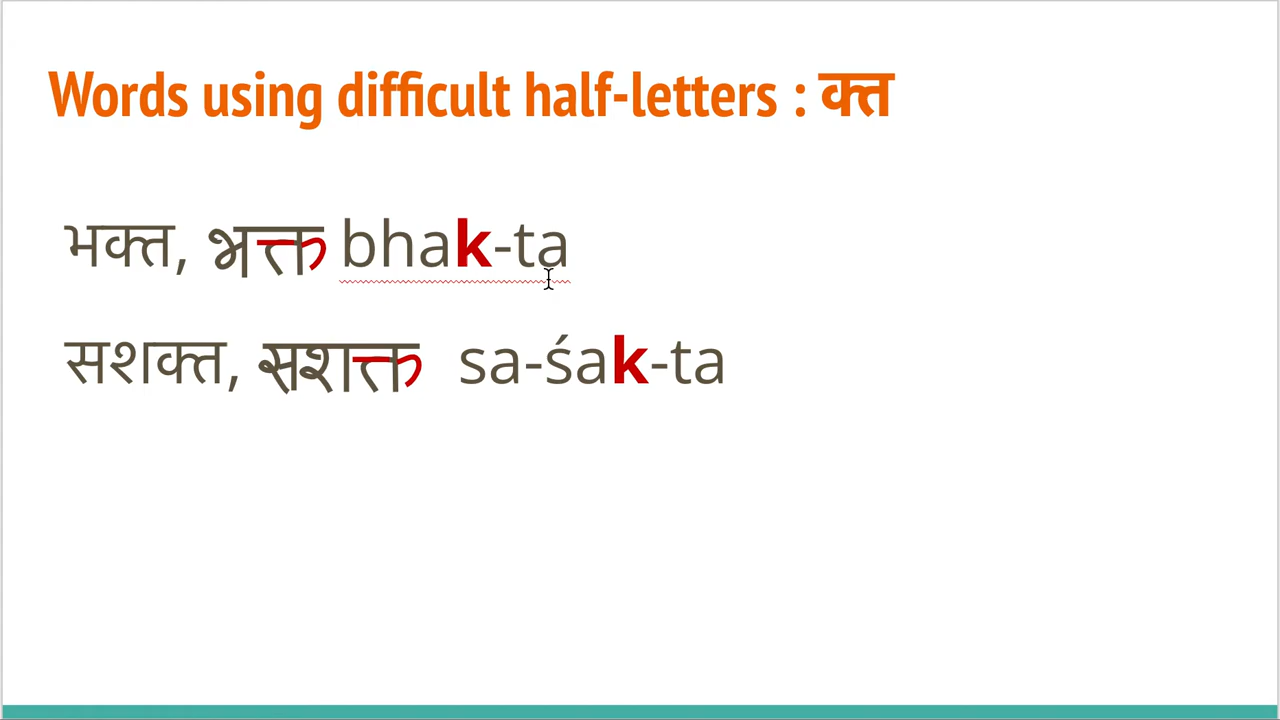 Words using difficult half-letters : क्त
भक्त, भक्त bhak-ta
सशक्त, सशक्त sa-śak-ta